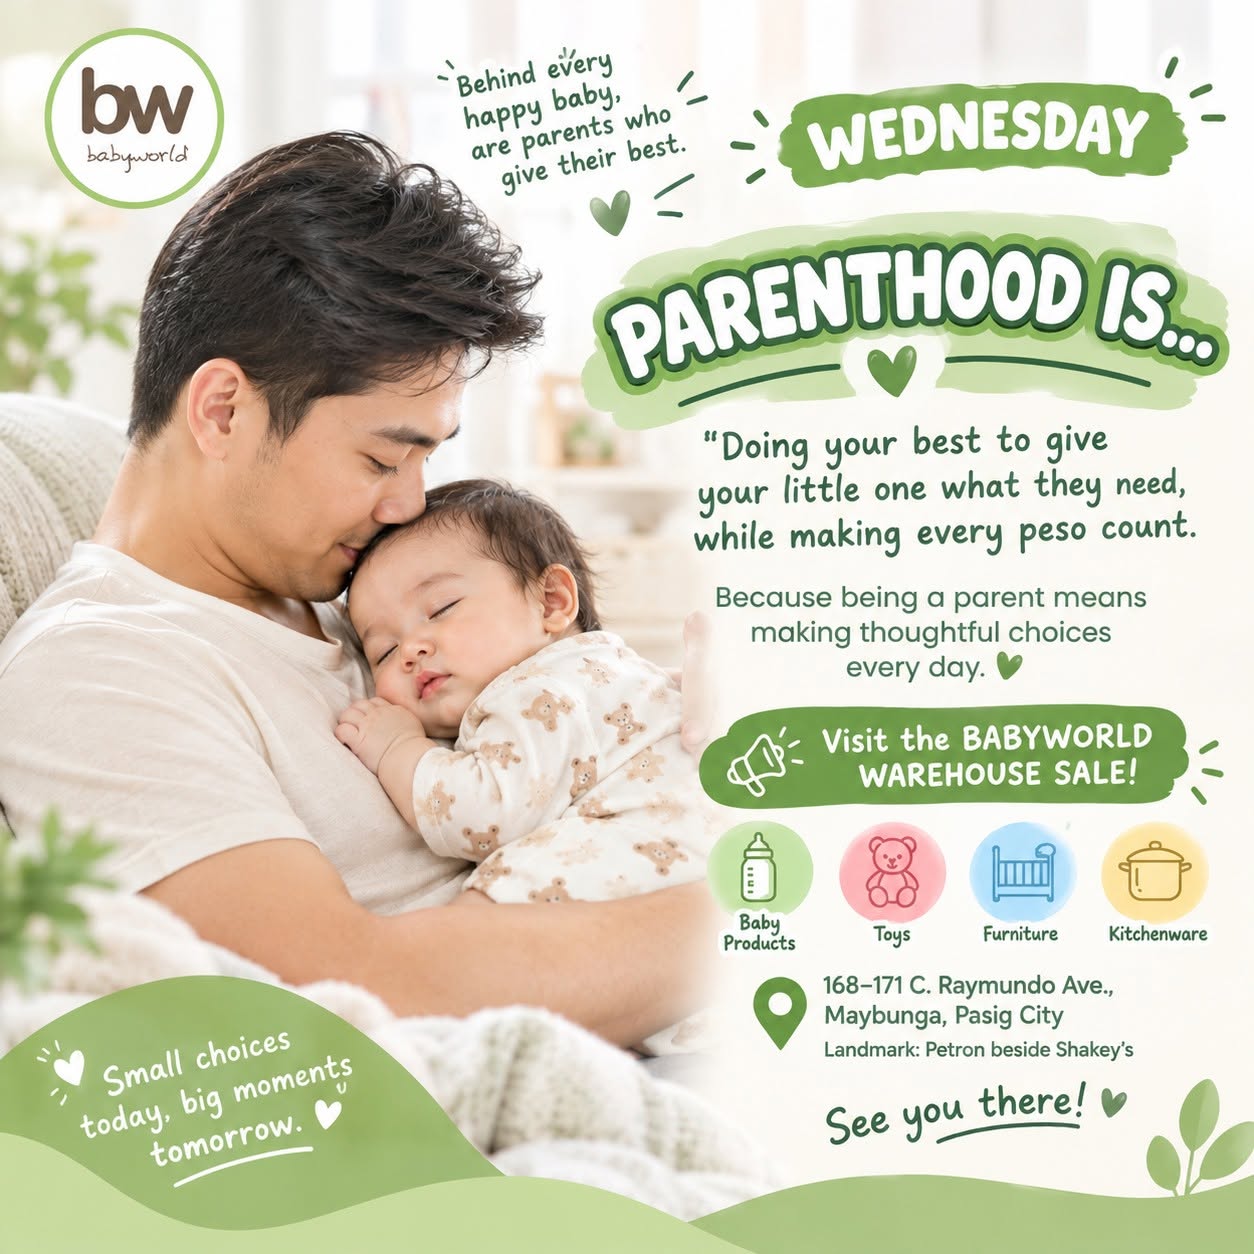 bw
babyworld
Behind every
happy baby,
are parents who
give their best.
WEDNESDAY
PARENTHOOD IS...
"Doing your best to give
your little one what they need,
while making every peso count.
Because being a parent means
making thoughtful choices
every day.
Visit the BABYWORLD
WAREHOUSE SALE!
Baby
Products
Toys
Furniture
Kitchenware
168–171 C. Raymundo Ave.,
Maybunga, Pasig City
Landmark: Petron beside Shakey's
See you there!
Small choices
today, big moments
tomorrow.